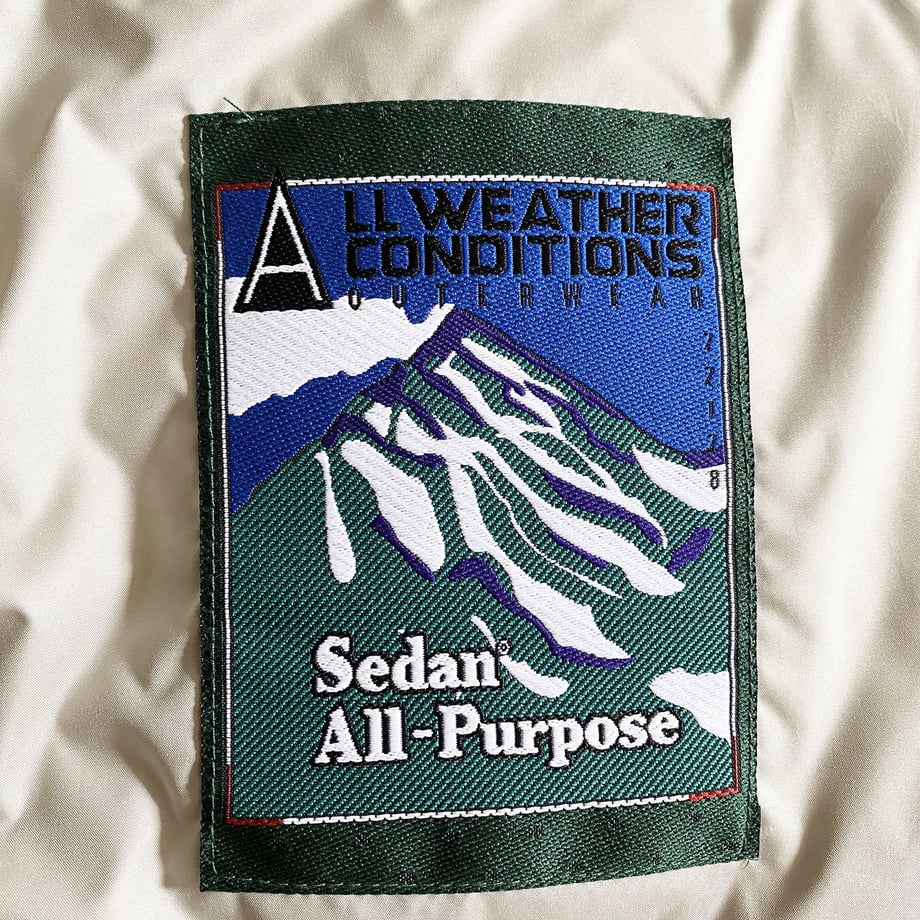 ALL WEATHER
CONDITIONS
OUTERWEAR
Sedan®
All-Purpose